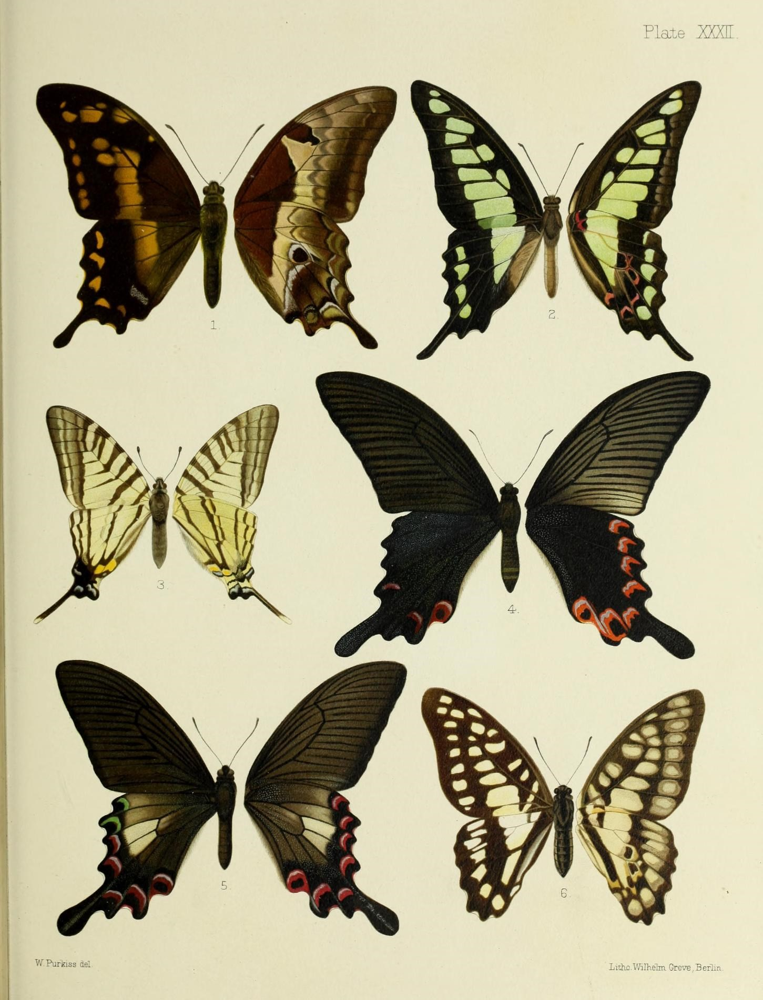 Plate XXXII.
1.
2.
3.
4.
5.
6.
W. Purkiss del.
Litho. Wilhelm Greve, Berlin.